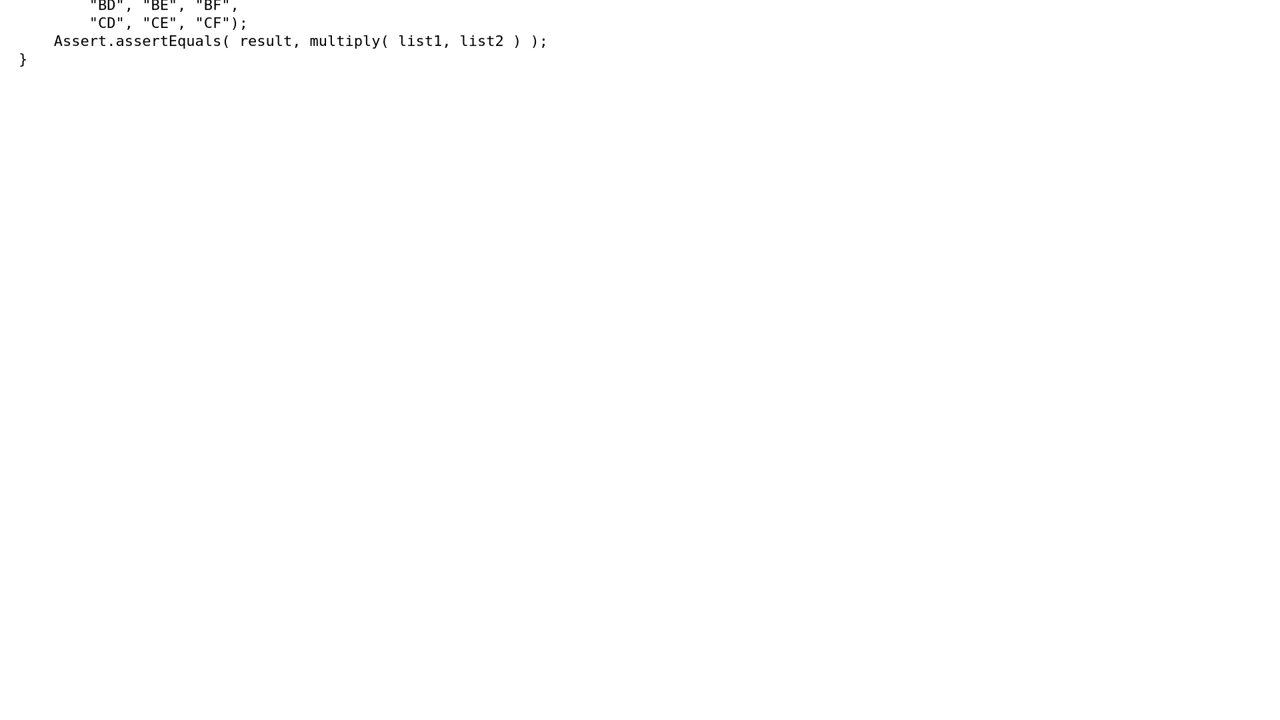 "BD", "BE", "BF",
"CD", "CE", "CF");
Assert.assertEquals( result, multiply( list1, list2 ) );
}